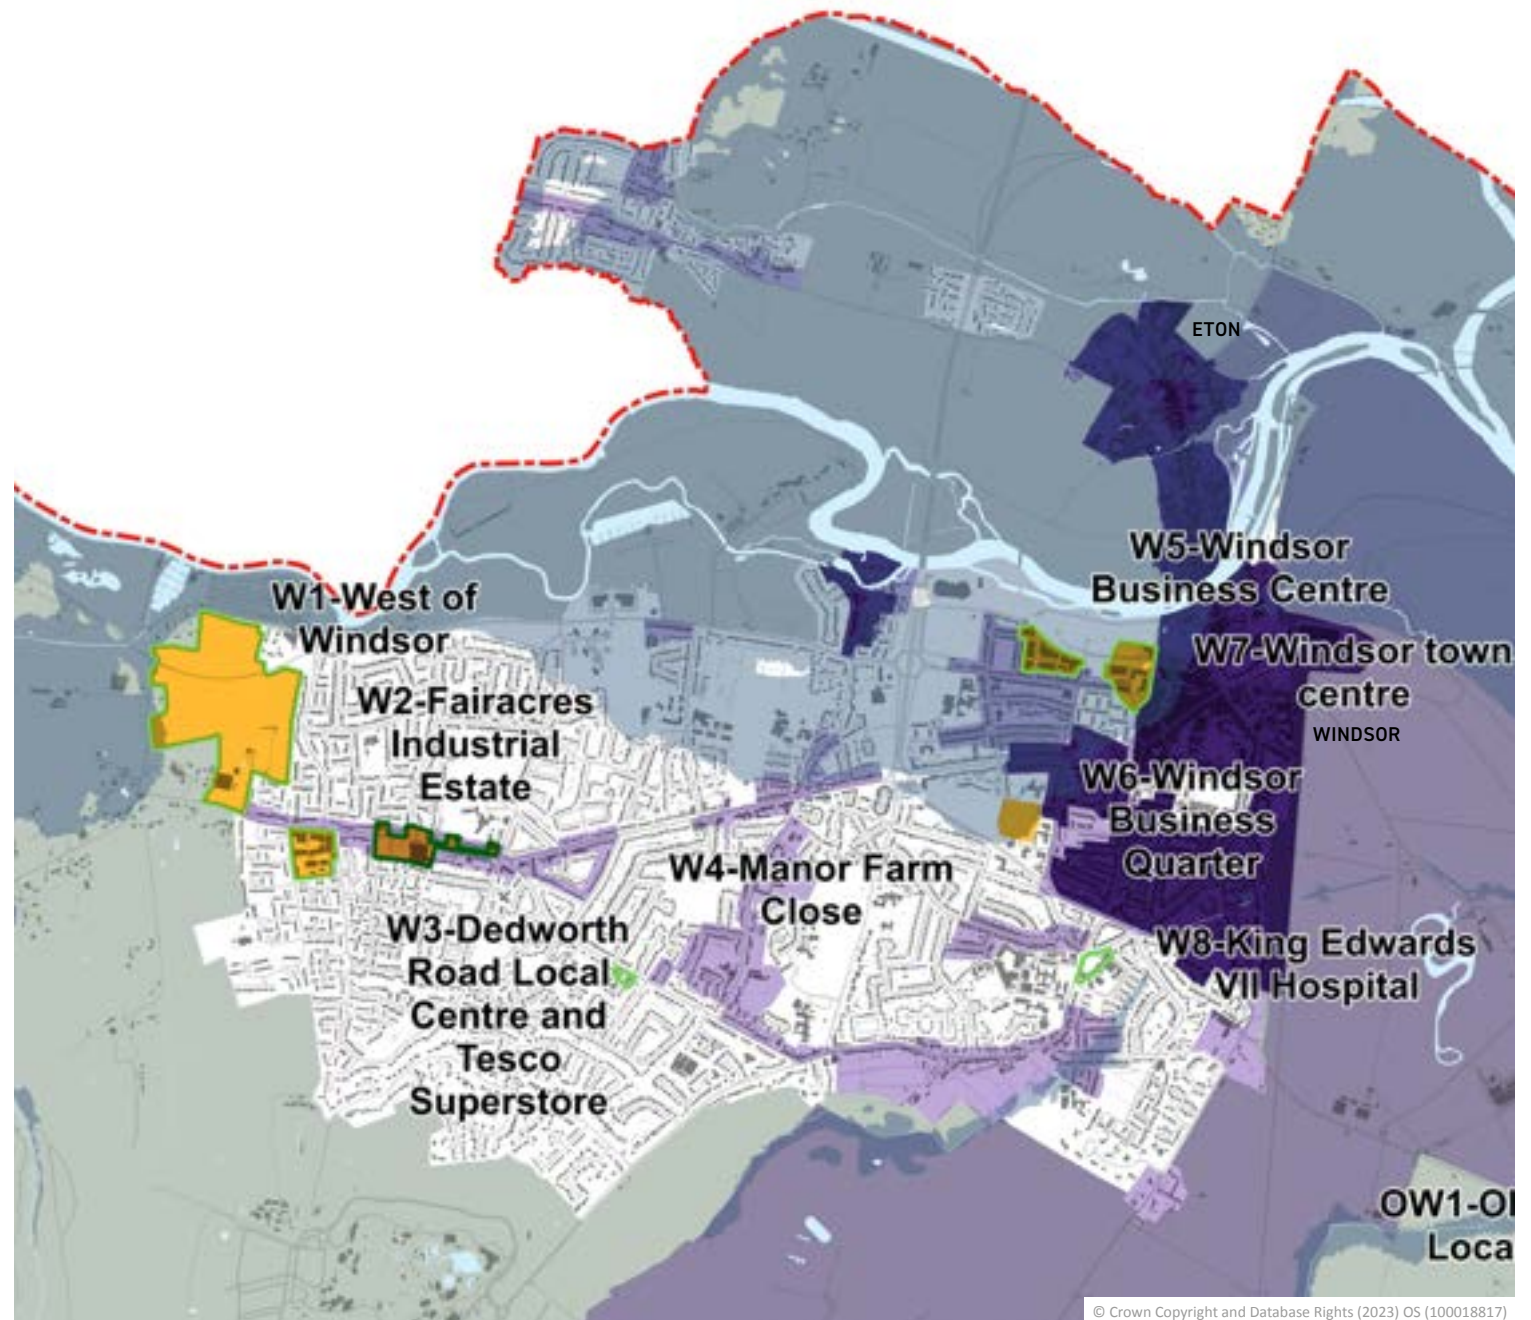 ETON
W5-Windsor
Business Centre
W1-West of
Windsor
W7-Windsor town
centre
WINDSOR
W2-Fairacres
Industrial
Estate
W6-Windsor
Business
Quarter
W4-Manor Farm
Close
W3-Dedworth
Road Local
Centre and
Tesco
Superstore
W8-King Edwards
VII Hospital
OW1-Ol
Loca
© Crown Copyright and Database Rights (2023) OS (100018817)